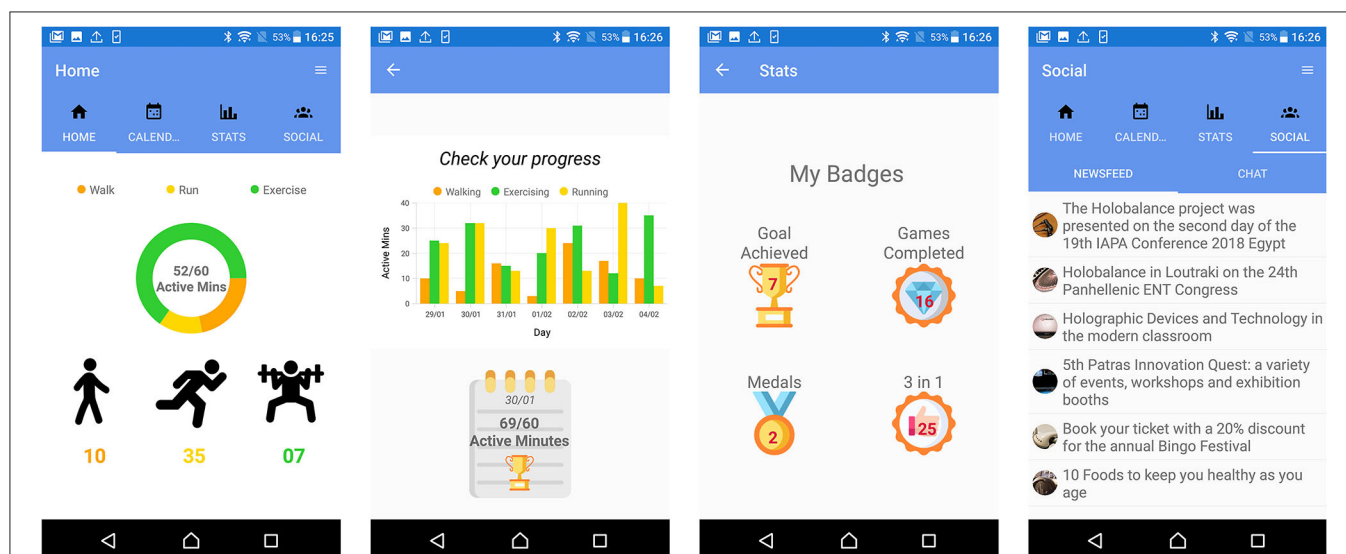 53% 16:25
Home
HOME
CALEND...
STATS
SOCIAL
Walk
Run
Exercise
52/60
Active Mins
10
35
07
53% 16:26
Check your progress
Walking
Exercising
Running
Active Mins
40
30
20
10
0
29/01
30/01
31/01
01/02
02/02
03/02
04/02
Day
30/01
69/60
Active Minutes
53% 16:26
Stats
My Badges
Goal
Achieved
7
Games
Completed
16
Medals
2
3 in 1
25
53% 16:26
Social
HOME
CALEND...
STATS
SOCIAL
NEWSFEED
CHAT
The Holobalance project was
presented on the second day of the
19th IAPA Conference 2018 Egypt
Holobalance in Loutraki on the 24th
Panhellenic ENT Congress
Holographic Devices and Technology in
the modern classroom
5th Patras Innovation Quest: a variety
of events, workshops and exhibition
booths
Book your ticket with a 20% discount
for the annual Bingo Festival
10 Foods to keep you healthy as you
age